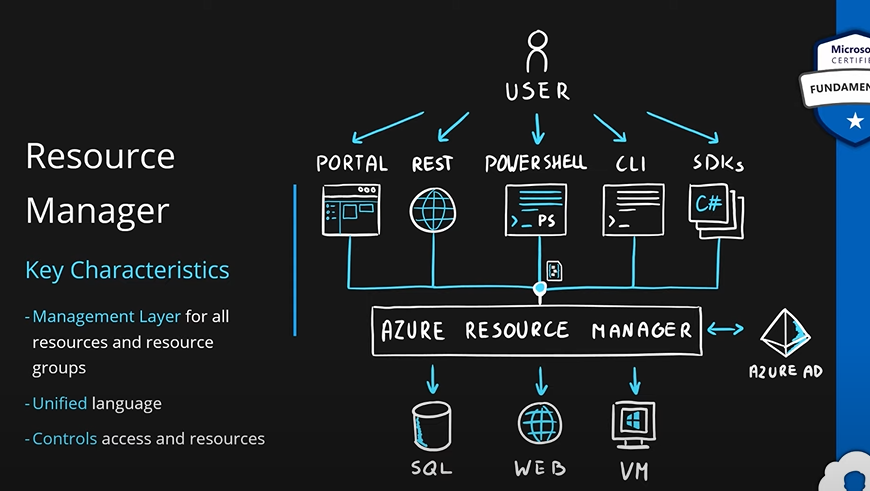 Microso
CERTIFIE
FUNDAMEN
USER
Resource
Manager
Key Characteristics
- Management Layer for all
resources and resource
groups
- Unified language
- Controls access and resources
PORTAL REST POWERSHELL CLI SDKs
>_ PS >_ C#
AZURE RESOURCE MANAGER
AZURE AD
SQL WEB VM